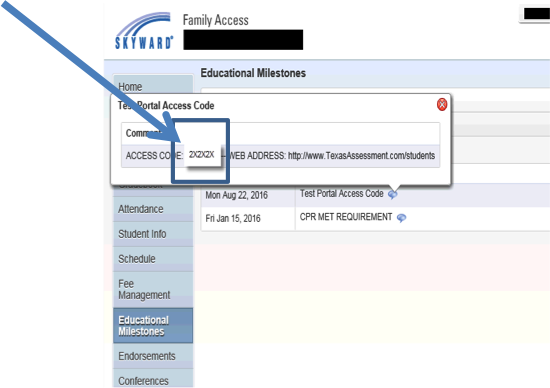 Family Access
SKYWARD
Educational Milestones
Home
Test Portal Access Code
ACCESS CODE: 2X2X2X – WEB ADDRESS: http://www.TexasAssessment.com/students
Mon Aug 22, 2016 Test Portal Access Code
Attendance
Fri Jan 15, 2016 CPR MET REQUIREMENT
Student Info
Schedule
Fee
Management
Educational
Milestones
Endorsements
Conferences